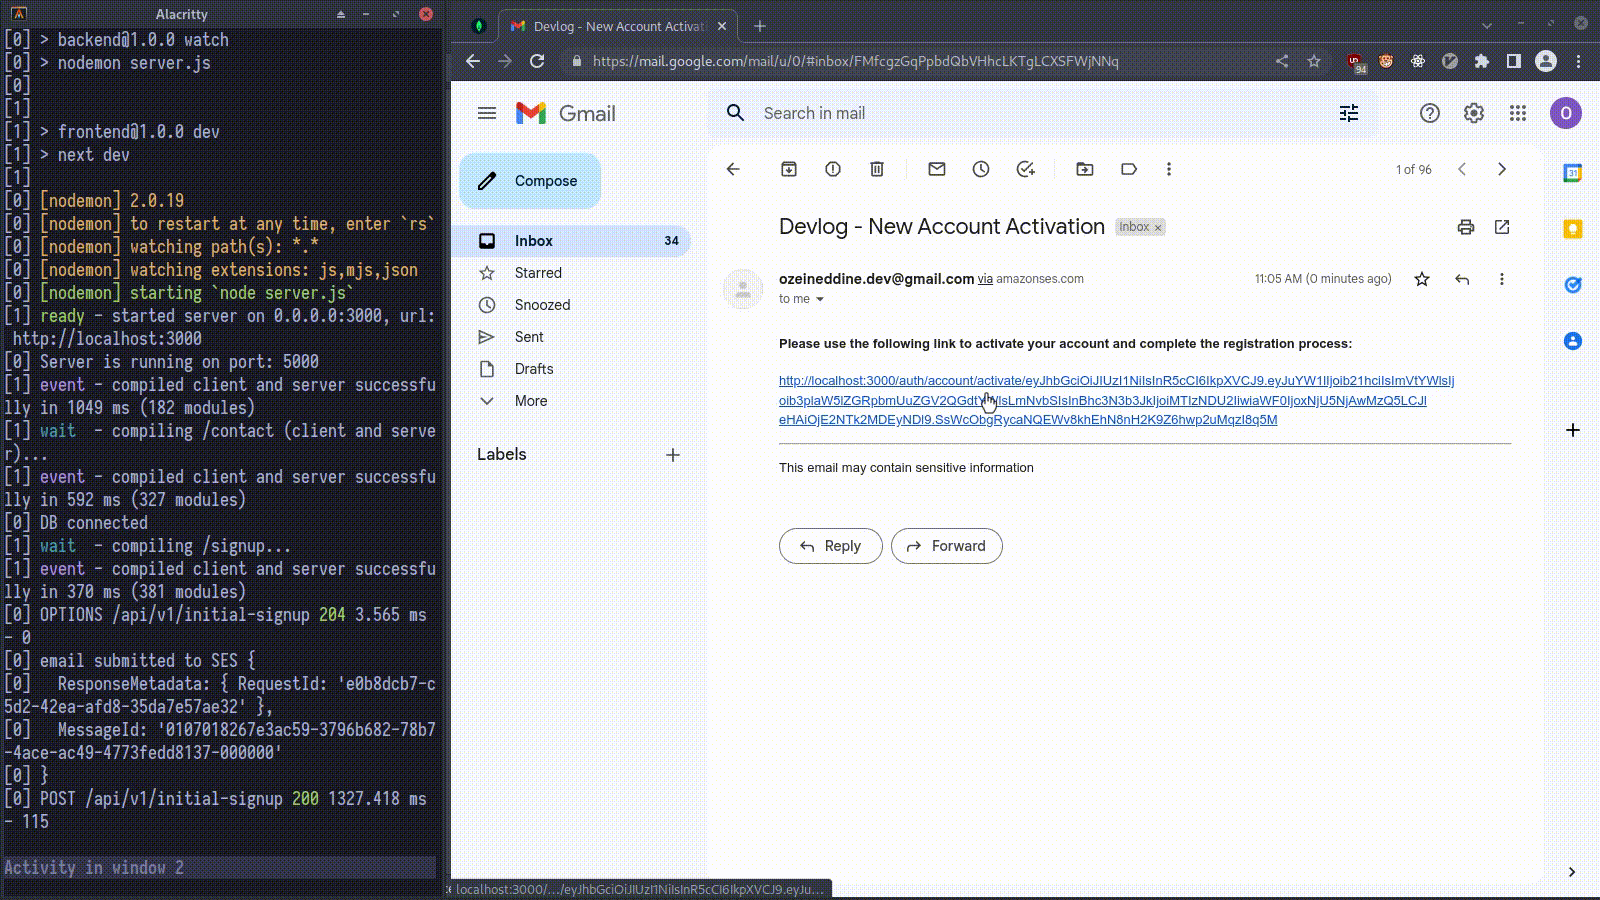 Alacritty
[0] > backend@1.0.0 watch
[0] > nodemon server.js
[0]
[1]
[1] > frontend@1.0.0 dev
[1] > next dev
[1]
[0] [nodemon] 2.0.19
[0] [nodemon] to restart at any time, enter `rs`
[0] [nodemon] watching path(s): *.*
[0] [nodemon] watching extensions: js,mjs,json
[0] [nodemon] starting `node server.js`
[1] ready - started server on 0.0.0.0:3000, url:
http://localhost:3000
[0] Server is running on port: 5000
[1] event - compiled client and server successfu
lly in 1049 ms (182 modules)
[1] wait  - compiling /contact (client and serve
r)...
[1] event - compiled client and server successfu
lly in 592 ms (327 modules)
[0] DB connected
[1] wait  - compiling /signup...
[1] event - compiled client and server successfu
lly in 370 ms (381 modules)
[0] OPTIONS /api/v1/initial-signup 204 3.565 ms
- 0
[0] email submitted to SES {
[0]   ResponseMetadata: { RequestId: 'e0b8dcb7-c
5d2-42ea-afd8-35da7e57ae32' },
[0]   MessageId: '0107018267e3ac59-3796b682-78b7
-4ace-ac49-4773fedd8137-000000'
[0] }
[0] POST /api/v1/initial-signup 200 1327.418 ms
- 115
Activity in window 2
Devlog - New Account Activat
https://mail.google.com/mail/u/0/#inbox/FMfcgzGqPpbdQbVHhcLKTgLCXSFWjNNq
94
Gmail
Search in mail
O
Compose
Inbox 34
Starred
Snoozed
Sent
Drafts
More
Labels
1 of 96
31
Devlog - New Account Activation Inbox ×
ozeineddine.dev@gmail.com via amazonses.com 11:05 AM (0 minutes ago)
to me
Please use the following link to activate your account and complete the registration process:
http://localhost:3000/auth/account/activate/
This email may contain sensitive information
Reply
Forward
localhost:3000/.../eyJhbGciOiJIUzI1NiIsInR5cCI6IkpXVCJ9.eyJu...